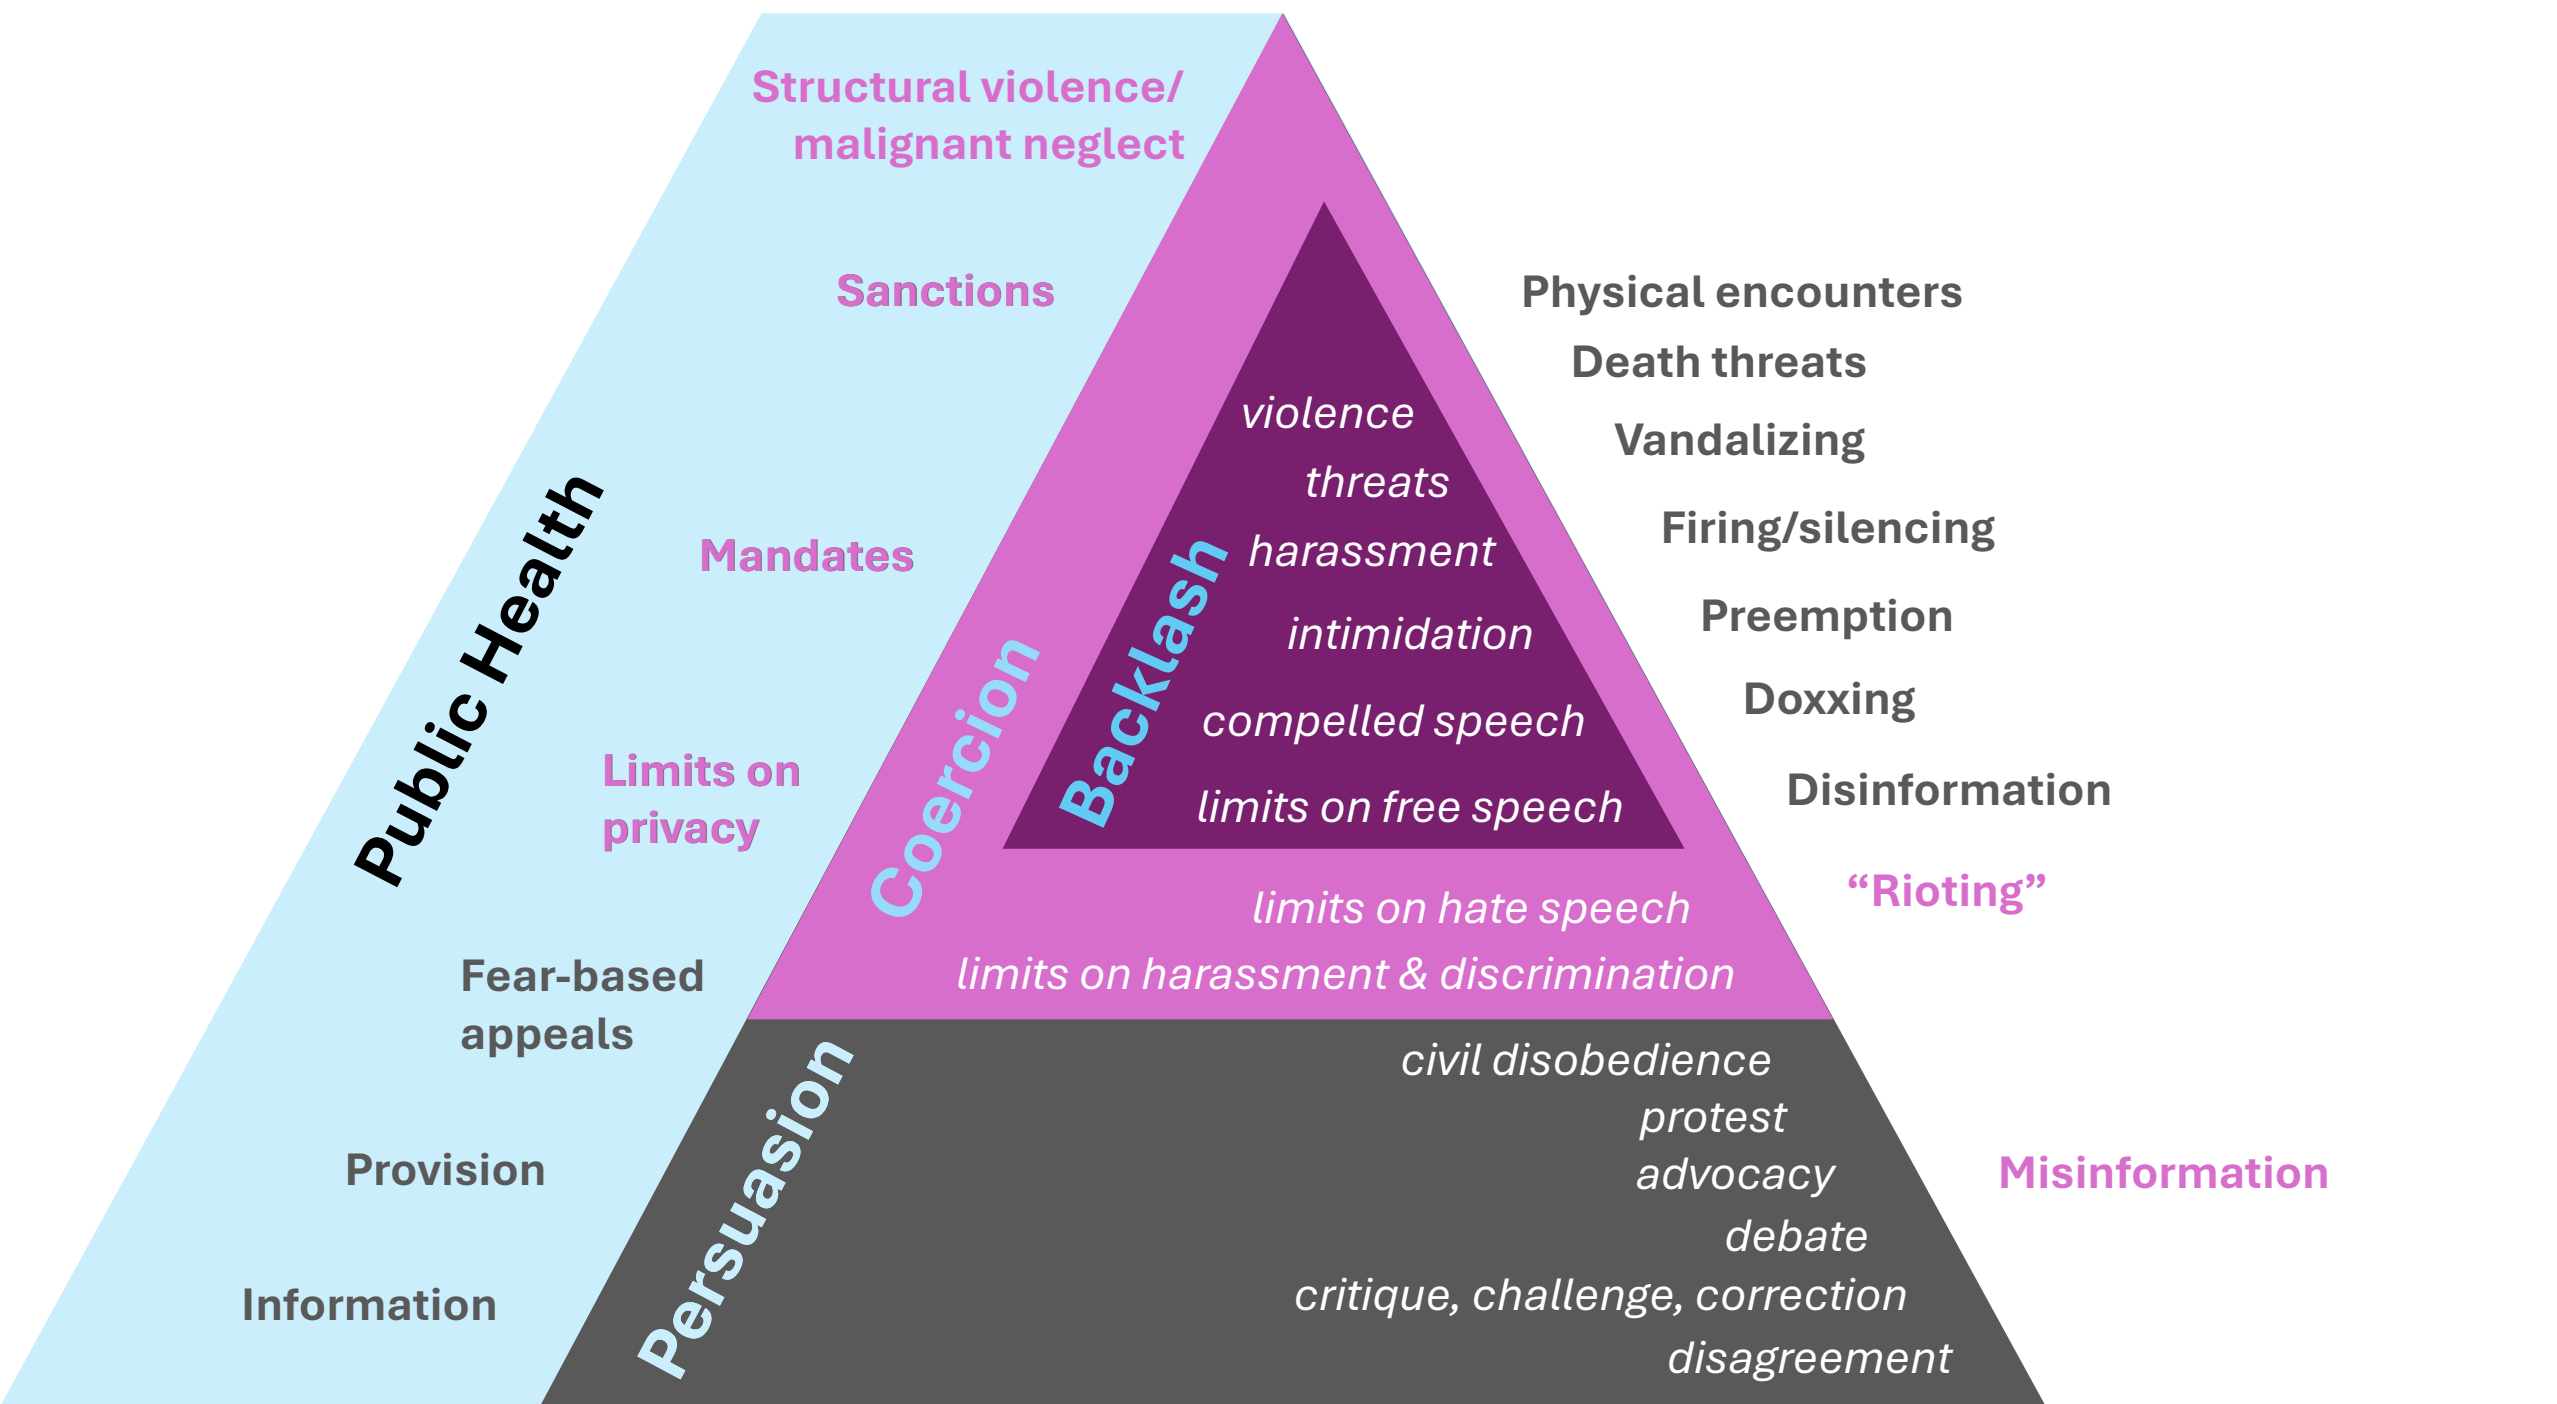 Structural violence/
malignant neglect
Sanctions
Mandates
Limits on
privacy
Fear-based
appeals
Provision
Information
Public Health
Coercion
Persuasion
Backlash
violence
threats
harassment
intimidation
compelled speech
limits on free speech
limits on hate speech
limits on harassment & discrimination
civil disobedience
protest
advocacy
debate
critique, challenge, correction
disagreement
Physical encounters
Death threats
Vandalizing
Firing/silencing
Preemption
Doxxing
Disinformation
“Rioting”
Misinformation